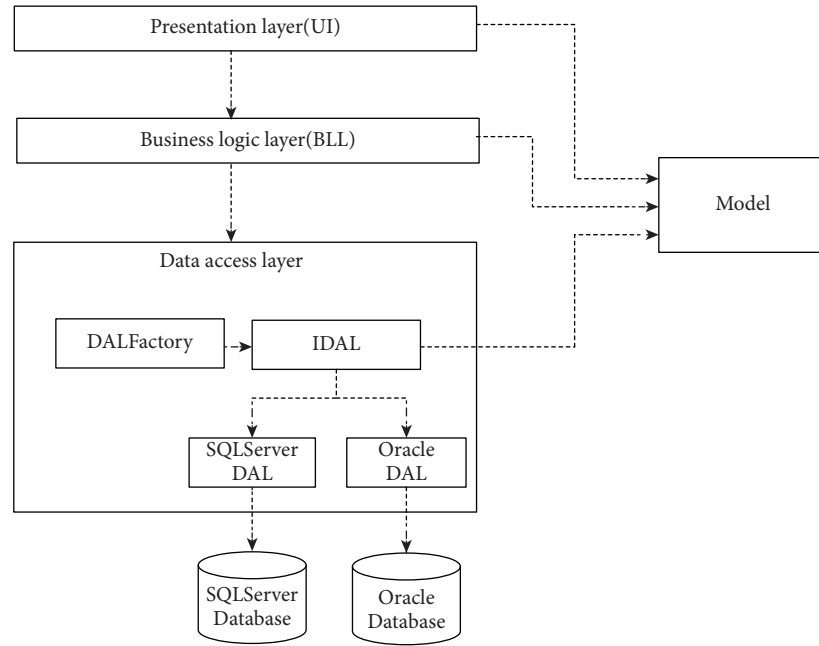 Presentation layer(UI)
Business logic layer(BLL)
Model
Data access layer
DALFactory
IDAL
SQLServer
DAL
Oracle
DAL
SQLServer
Database
Oracle
Database